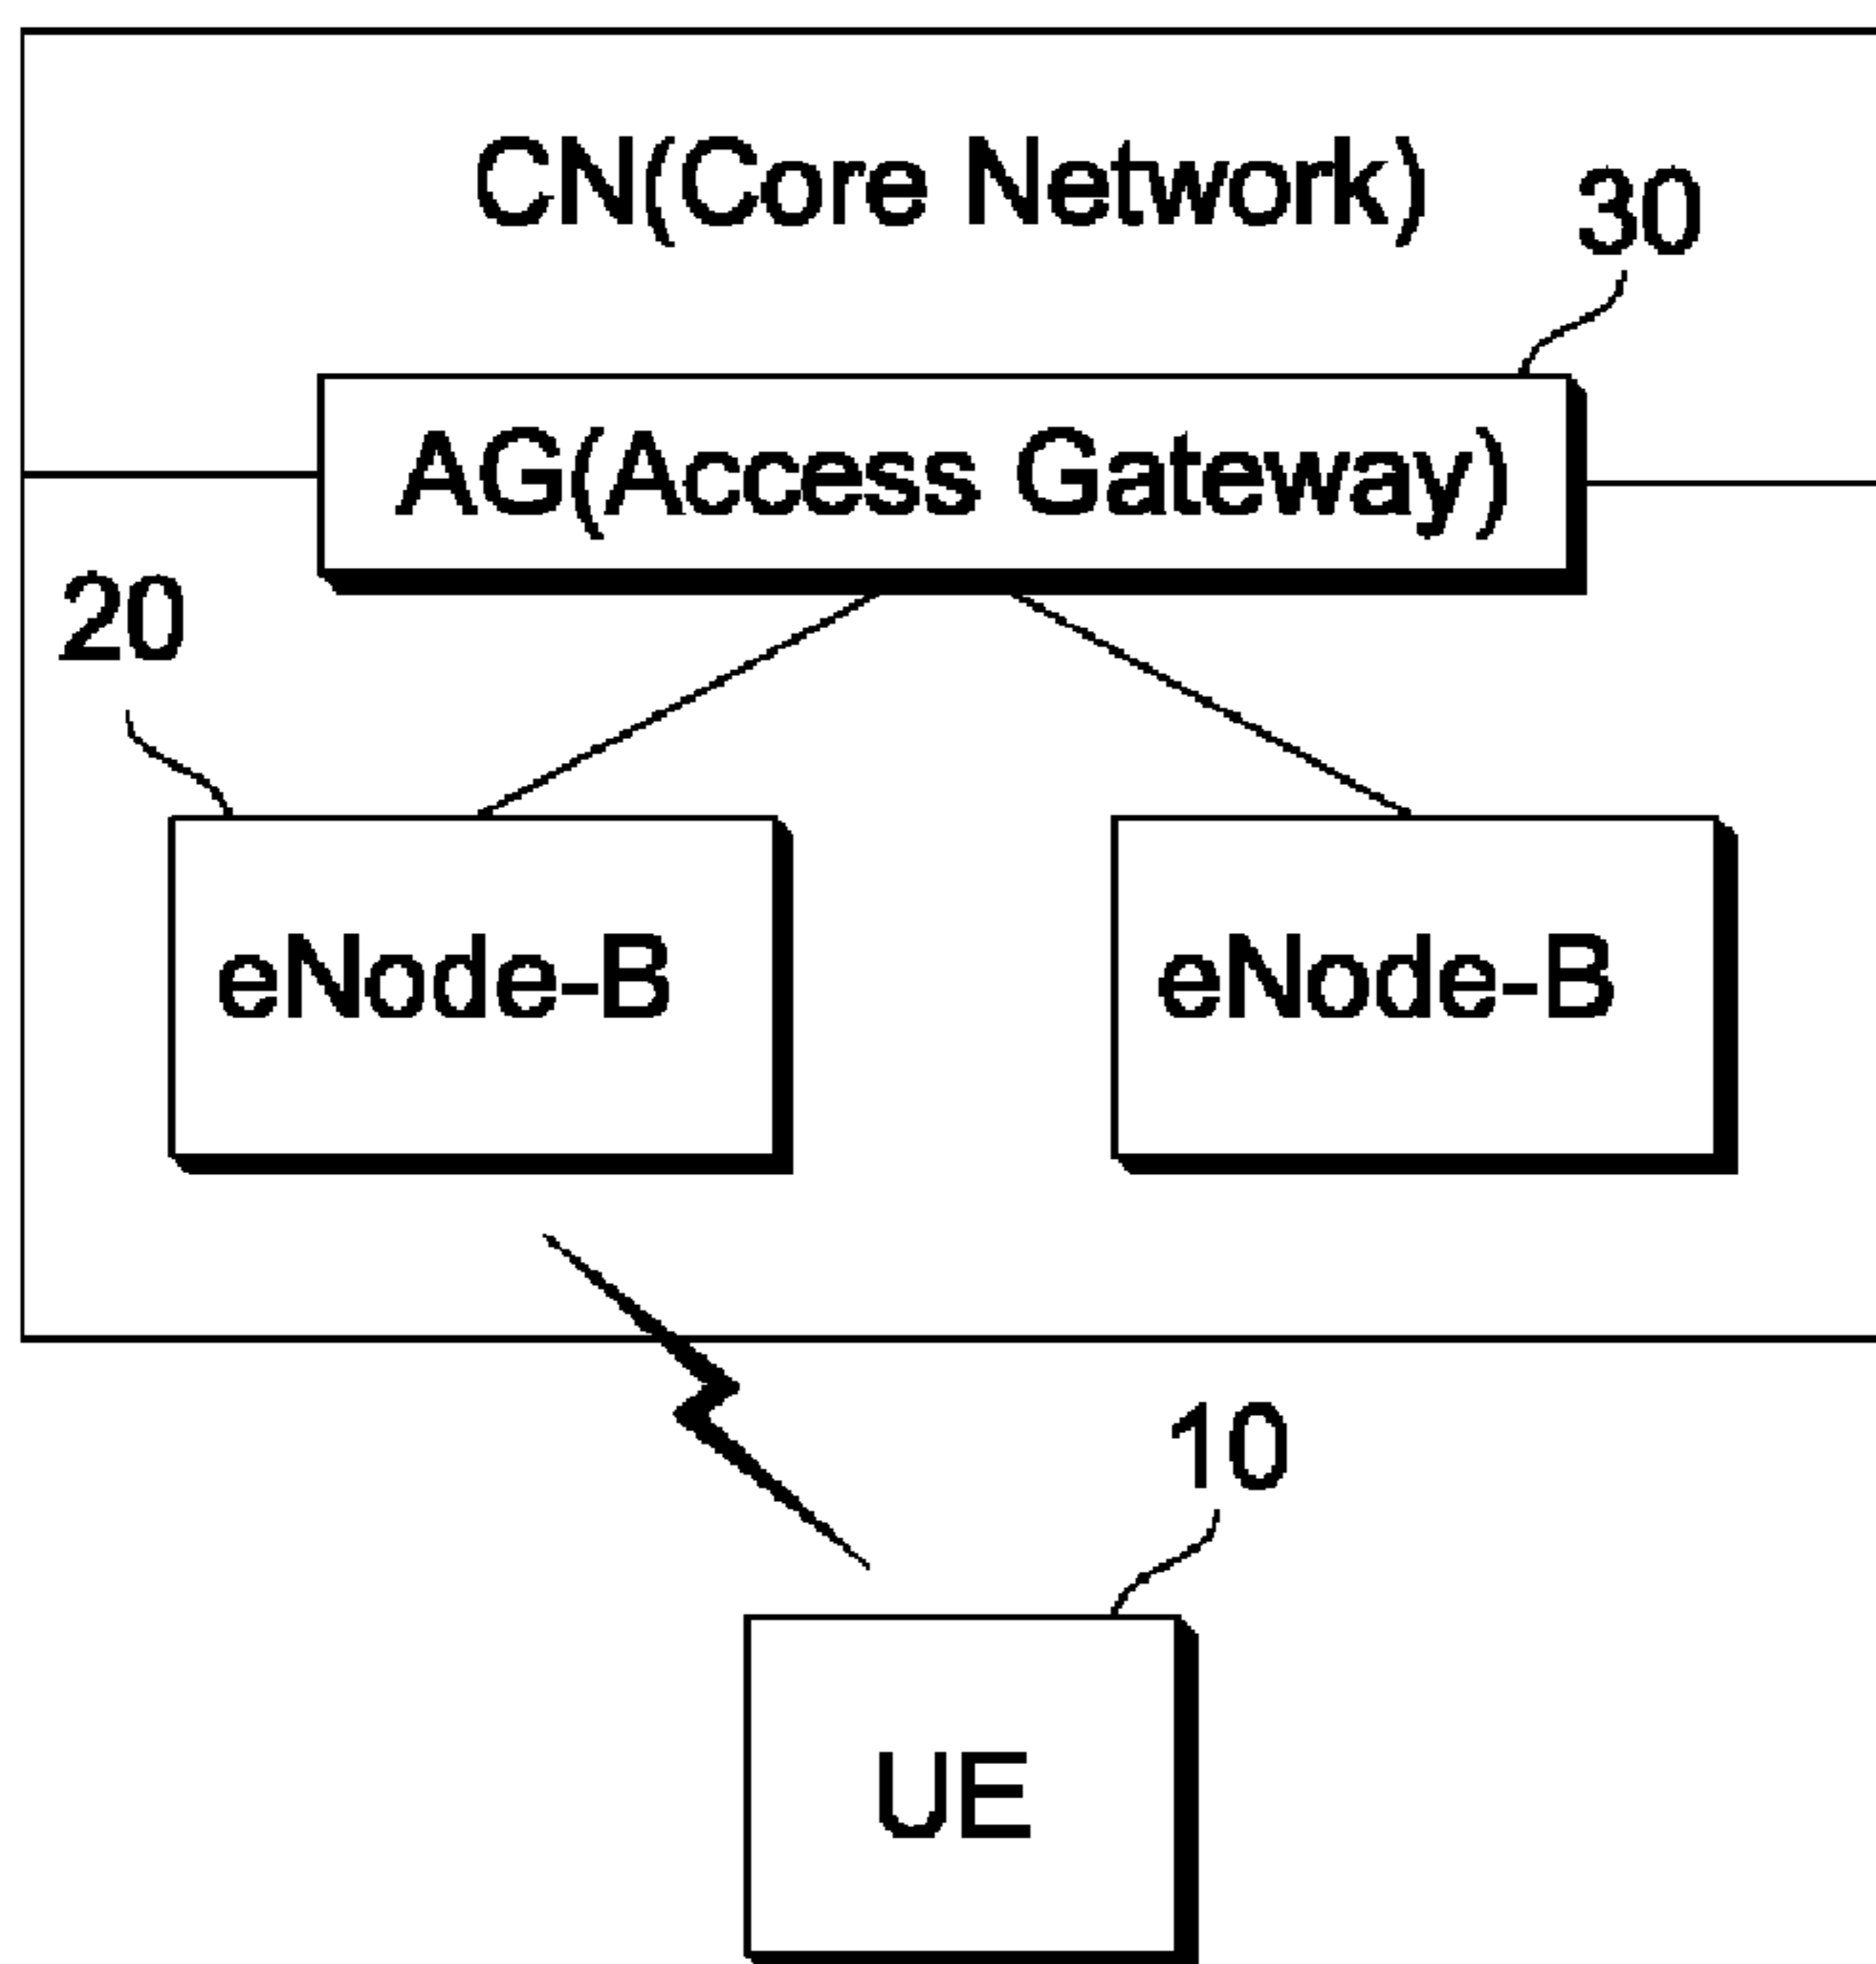 CN(Core Network)
30
AG(Access Gateway)
20
eNode-B
eNode-B
10
UE